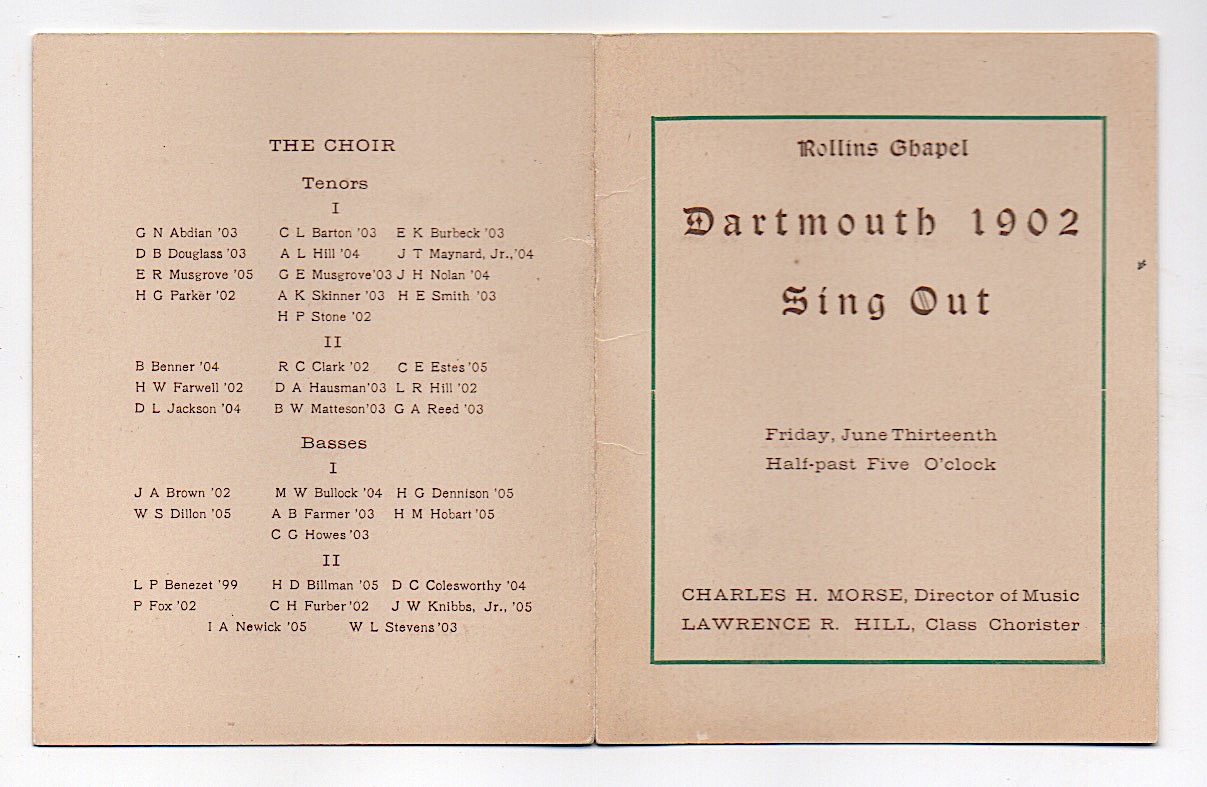 THE CHOIR
Tenors
I
G N Abdian '03 C L Barton '03 E K Burbeck '03
D B Douglass '03 A L Hill '04 J T Maynard, Jr.,'04
E R Musgrove '05 G E Musgrove'03 J H Nolan '04
H G Parker '02 A K Skinner '03 H E Smith '03
H P Stone '02
II
B Benner '04 R C Clark '02 C E Estes '05
H W Farwell '02 D A Hausman'03 L R Hill '02
D L Jackson '04 B W Matteson'03 G A Reed '03
Basses
I
J A Brown '02 M W Bullock '04 H G Dennison '05
W S Dillon '05 A B Farmer '03 H M Hobart '05
C G Howes '03
II
L P Benezet '99 H D Billman '05 D C Colesworthy '04
P Fox '02 C H Furber '02 J W Knibbs, Jr., '05
I A Newick '05 W L Stevens '03
Rollins Chapel
Dartmouth 1902
Sing Out
Friday, June Thirteenth
Half-past Five O'clock
CHARLES H. MORSE, Director of Music
LAWRENCE R. HILL, Class Chorister